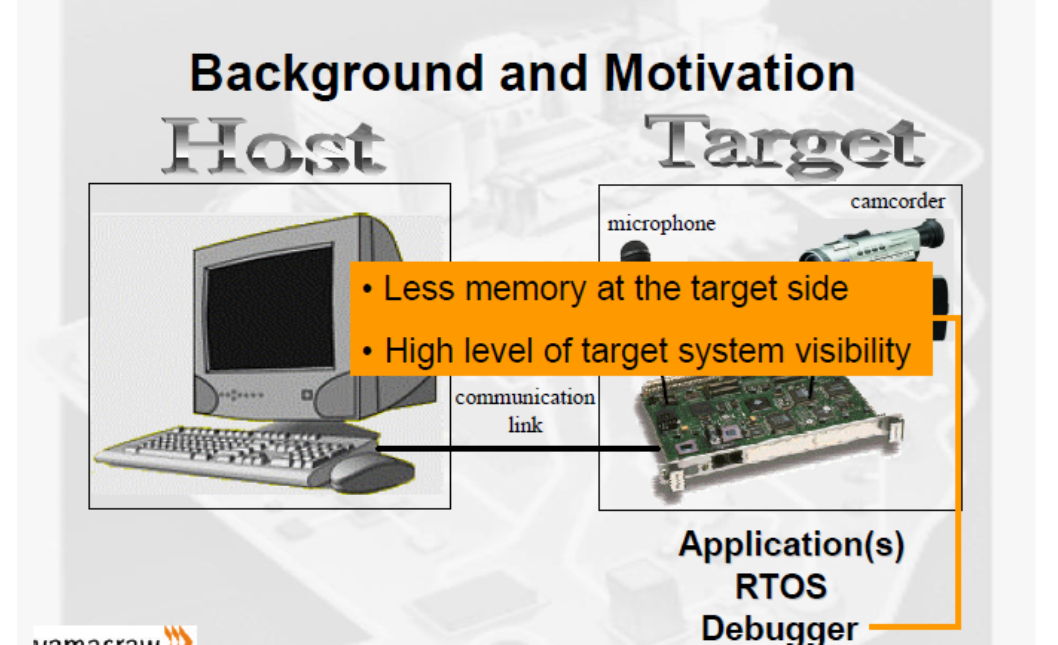 Background and Motivation
Host
Target
camcorder
microphone
• Less memory at the target side
• High level of target system visibility
communication
link
Application(s)
RTOS
Debugger
yamacraw